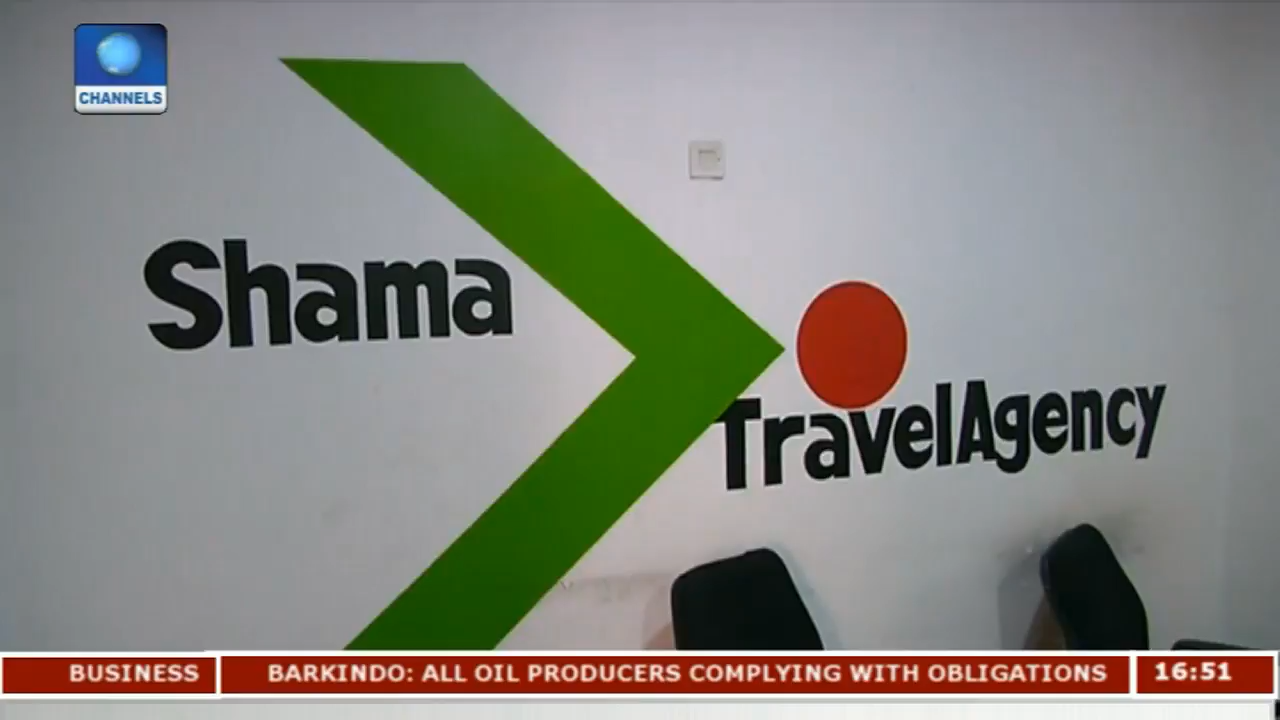 CHANNELS
Shama
TravelAgency
BUSINESS
BARKINDO: ALL OIL PRODUCERS COMPLYING WITH OBLIGATIONS
16:51